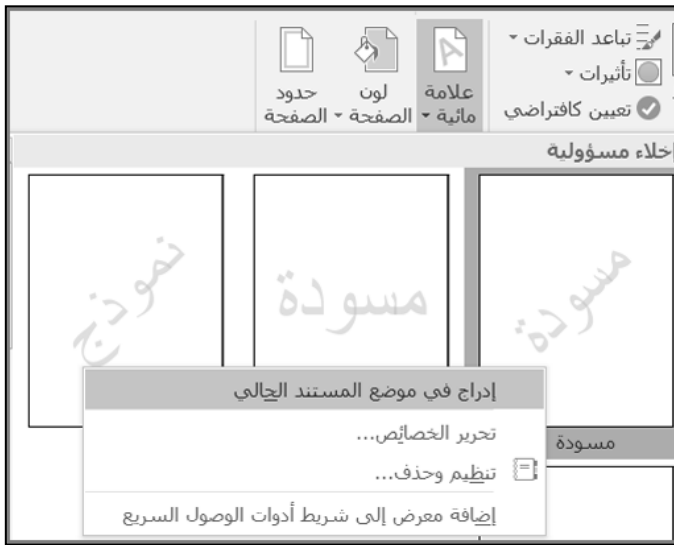 تباعد الفقرات
تأثيرات
تعيين كافتراضي
علامة
مائية
لون
الصفحة
حدود
الصفحة
إخلاء مسؤولية
مسودة
مسودة
نموذج
مسودة
إدراج في موضع المستند الحالي
تحرير الخصائص...
تنظيم وحذف...
إضافة معرض إلى شريط أدوات الوصول السريع